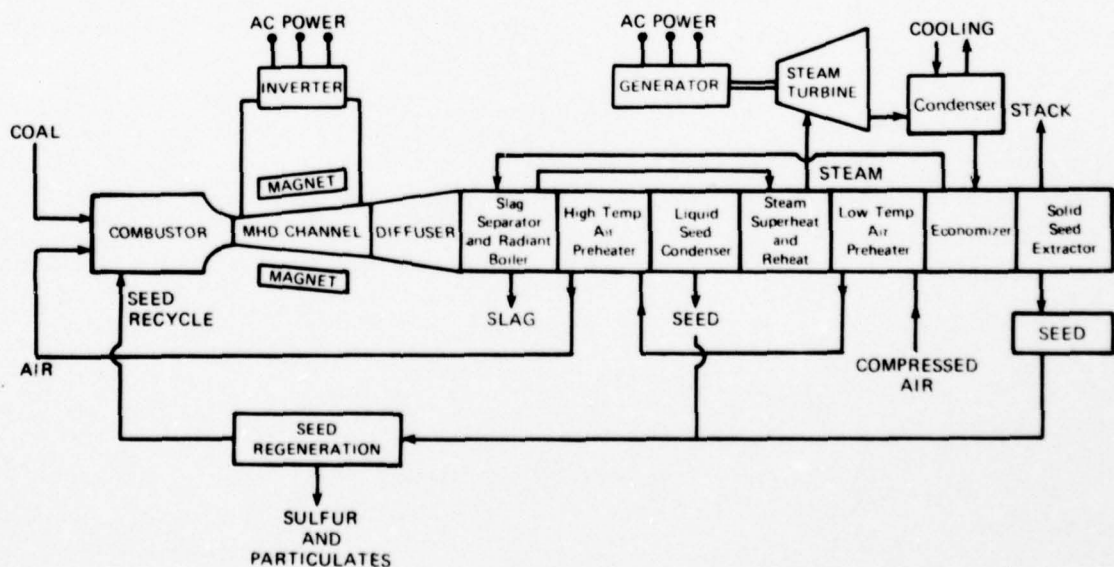 AC POWER
AC POWER
COOLING
INVERTER
GENERATOR
STEAM
TURBINE
Condenser
STACK
COAL
MAGNET
STEAM
COMBUSTOR
MHD CHANNEL
DIFFUSER
Slag
Separator
and Radiant
Boiler
High Temp
Air
Preheater
Liquid
Seed
Condenser
Steam
Superheat
and
Reheat
Low Temp
Air
Preheater
Economizer
Solid
Seed
Extractor
MAGNET
SEED
RECYCLE
SLAG
SEED
SEED
AIR
COMPRESSED
AIR
SEED
REGENERATION
SULFUR
AND
PARTICULATES